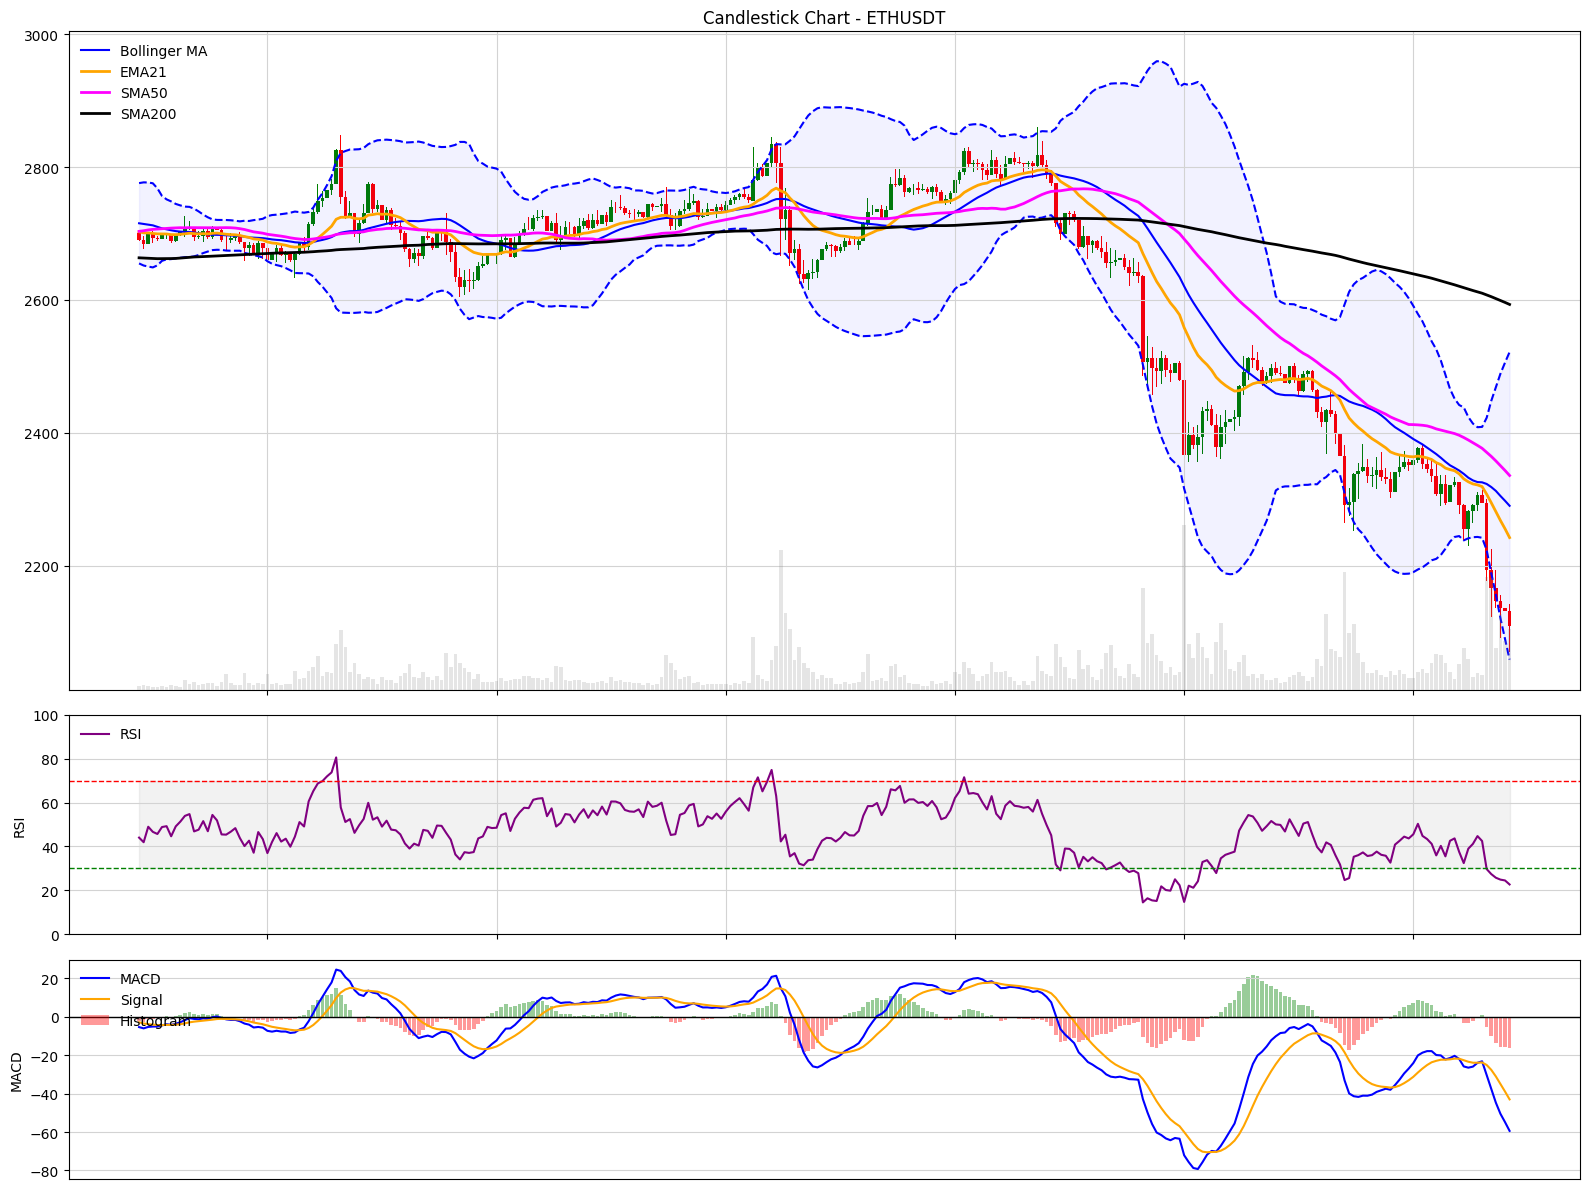 Candlestick Chart - ETHUSDT
3000
2800
2600
2400
2200
Bollinger MA
EMA21
SMA50
SMA200
100
80
60
40
20
0
RSI
RSI
20
0
−20
−40
−60
−80
MACD
MACD
Signal
Histogram